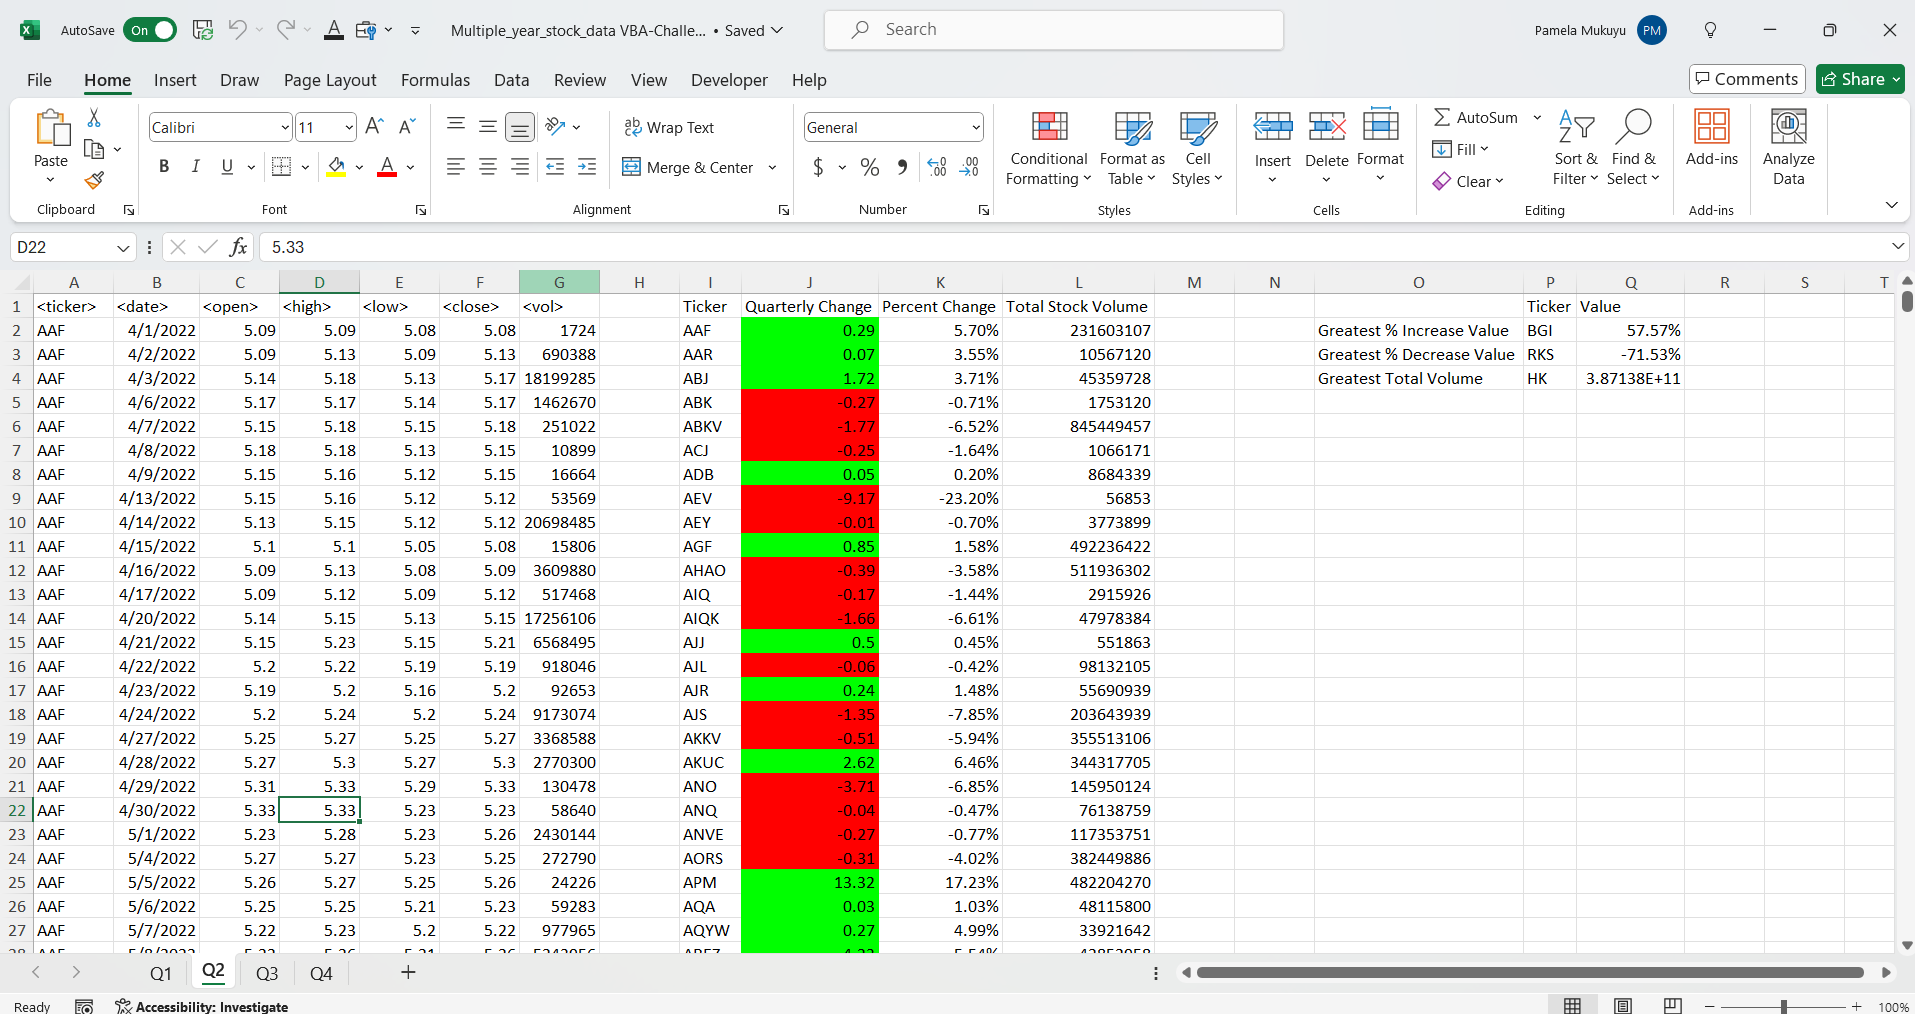 AutoSave On Multiple_year_stock_data VBA-Challe... • Saved Search Pamela Mukuyu PM
File Home Insert Draw Page Layout Formulas Data Review View Developer Help Comments Share
Paste
Clipboard
Calibri 11
B I U
Font
Wrap Text
Merge & Center
Alignment
General
$ % , .00 .00
Number
Conditional Formatting
Format as Table
Cell Styles
Styles
Insert Delete Format
Cells
AutoSum
Fill
Clear
Sort & Filter
Find & Select
Editing
Add-ins
Add-ins
Analyze Data
D22 fx 5.33
A B C D E F G H I J K L M N O P Q R S T
1 <ticker> <date> <open> <high> <low> <close> <vol> Ticker Quarterly Change Percent Change Total Stock Volume Ticker Value
2 AAF 4/1/2022 5.09 5.09 5.08 5.08 1724 AAF 0.29 5.70% 231603107 Greatest % Increase Value BGI 57.57%
3 AAF 4/2/2022 5.09 5.13 5.09 5.13 690388 AAR 0.07 3.55% 10567120 Greatest % Decrease Value RKS -71.53%
4 AAF 4/3/2022 5.14 5.18 5.13 5.17 18199285 ABJ 1.72 3.71% 45359728 Greatest Total Volume HK 3.87138E+11
5 AAF 4/6/2022 5.17 5.17 5.14 5.17 1462670 ABK -0.27 -0.71% 1753120
6 AAF 4/7/2022 5.15 5.18 5.15 5.18 251022 ABKV -1.77 -6.52% 845449457
7 AAF 4/8/2022 5.18 5.18 5.13 5.15 10899 ACJ -0.25 -1.64% 1066171
8 AAF 4/9/2022 5.15 5.16 5.12 5.15 16664 ADB 0.05 0.20% 8684339
9 AAF 4/13/2022 5.15 5.16 5.12 5.12 53569 AEV -9.17 -23.20% 56853
10 AAF 4/14/2022 5.13 5.15 5.12 5.12 20698485 AEY -0.01 -0.70% 3773899
11 AAF 4/15/2022 5.1 5.1 5.05 5.08 15806 AGF 0.85 1.58% 492236422
12 AAF 4/16/2022 5.09 5.13 5.08 5.09 3609880 AHAO -0.39 -3.58% 511936302
13 AAF 4/17/2022 5.09 5.12 5.09 5.12 517468 AIQ -0.17 -1.44% 2915926
14 AAF 4/20/2022 5.14 5.15 5.13 5.15 17256106 AIQK -1.66 -6.61% 47978384
15 AAF 4/21/2022 5.15 5.23 5.15 5.21 6568495 AJJ 0.5 0.45% 551863
16 AAF 4/22/2022 5.2 5.22 5.19 5.19 918046 AJL -0.06 -0.42% 98132105
17 AAF 4/23/2022 5.19 5.2 5.16 5.2 92653 AJR 0.24 1.48% 55690939
18 AAF 4/24/2022 5.2 5.24 5.2 5.24 9173074 AJS -1.35 -7.85% 203643939
19 AAF 4/27/2022 5.25 5.27 5.25 5.27 3368588 AKKV -0.51 -5.94% 355513106
20 AAF 4/28/2022 5.27 5.3 5.27 5.3 2770300 AKUC 2.62 6.46% 344317705
21 AAF 4/29/2022 5.31 5.33 5.29 5.33 130478 ANO -3.71 -6.85% 145950124
22 AAF 4/30/2022 5.33 5.33 5.23 5.23 58640 ANQ -0.04 -0.47% 76138759
23 AAF 5/1/2022 5.23 5.28 5.23 5.26 2430144 ANVE -0.27 -0.77% 117353751
24 AAF 5/4/2022 5.27 5.27 5.23 5.25 272790 AORS -0.31 -4.02% 382449886
25 AAF 5/5/2022 5.26 5.27 5.25 5.26 24226 APM 13.32 17.23% 482204270
26 AAF 5/6/2022 5.25 5.25 5.21 5.23 59283 AQA 0.03 1.03% 48115800
27 AAF 5/7/2022 5.22 5.23 5.2 5.22 977965 AQYW 0.27 4.99% 33921642
Q1 Q2 Q3 Q4
Ready Accessibility: Investigate 100%